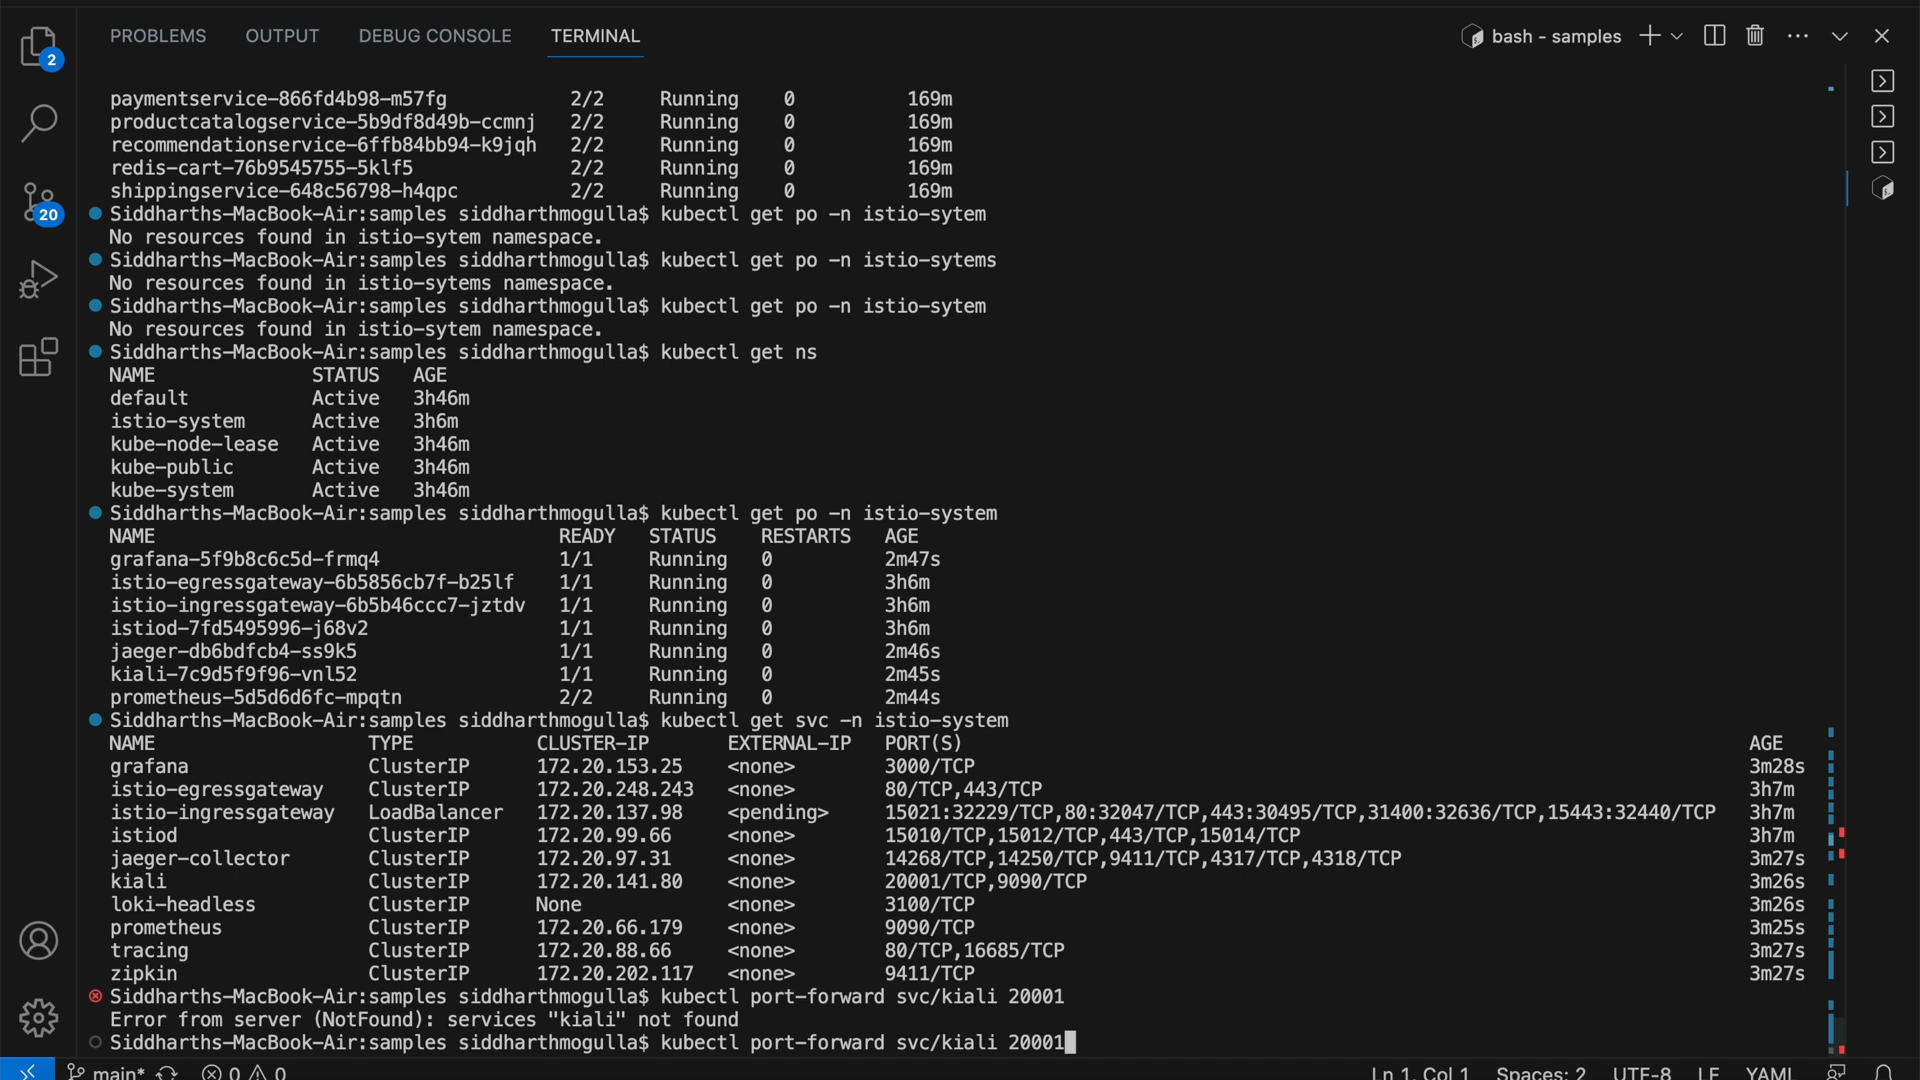 PROBLEMS OUTPUT DEBUG CONSOLE TERMINAL bash - samples
2
20
paymentservice-866fd4b98-m57fg 2/2 Running 0 169m
productcatalogservice-5b9df8d49b-ccmnj 2/2 Running 0 169m
recommendationservice-6ffb84bb94-k9jqh 2/2 Running 0 169m
redis-cart-76b9545755-5klf5 2/2 Running 0 169m
shippingservice-648c56798-h4qpc 2/2 Running 0 169m
Siddharths-MacBook-Air:samples siddharthmogulla$ kubectl get po -n istio-sytem
No resources found in istio-sytem namespace.
Siddharths-MacBook-Air:samples siddharthmogulla$ kubectl get po -n istio-sytems
No resources found in istio-sytems namespace.
Siddharths-MacBook-Air:samples siddharthmogulla$ kubectl get po -n istio-sytem
No resources found in istio-sytem namespace.
Siddharths-MacBook-Air:samples siddharthmogulla$ kubectl get ns
NAME STATUS AGE
default Active 3h46m
istio-system Active 3h6m
kube-node-lease Active 3h46m
kube-public Active 3h46m
kube-system Active 3h46m
Siddharths-MacBook-Air:samples siddharthmogulla$ kubectl get po -n istio-system
NAME READY STATUS RESTARTS AGE
grafana-5f9b8c6c5d-frmq4 1/1 Running 0 2m47s
istio-egressgateway-6b5856cb7f-b25lf 1/1 Running 0 3h6m
istio-ingressgateway-6b5b46ccc7-jztdv 1/1 Running 0 3h6m
istiod-7fd5495996-j68v2 1/1 Running 0 3h6m
jaeger-db6bdfcb4-ss9k5 1/1 Running 0 2m46s
kiali-7c9d5f9f96-vnl52 1/1 Running 0 2m45s
prometheus-5d5d6d6fc-mpqtn 2/2 Running 0 2m44s
Siddharths-MacBook-Air:samples siddharthmogulla$ kubectl get svc -n istio-system
NAME TYPE CLUSTER-IP EXTERNAL-IP PORT(S) AGE
grafana ClusterIP 172.20.153.25 <none> 3000/TCP 3m28s
istio-egressgateway ClusterIP 172.20.248.243 <none> 80/TCP,443/TCP 3h7m
istio-ingressgateway LoadBalancer 172.20.137.98 <pending> 15021:32229/TCP,80:32047/TCP,443:30495/TCP,31400:32636/TCP,15443:32440/TCP 3h7m
istiod ClusterIP 172.20.99.66 <none> 15010/TCP,15012/TCP,443/TCP,15014/TCP 3h7m
jaeger-collector ClusterIP 172.20.97.31 <none> 14268/TCP,14250/TCP,9411/TCP,4317/TCP,4318/TCP 3m27s
kiali ClusterIP 172.20.141.80 <none> 20001/TCP,9090/TCP 3m26s
loki-headless ClusterIP None <none> 3100/TCP 3m26s
prometheus ClusterIP 172.20.66.179 <none> 9090/TCP 3m25s
tracing ClusterIP 172.20.88.66 <none> 80/TCP,16685/TCP 3m27s
zipkin ClusterIP 172.20.202.117 <none> 9411/TCP 3m27s
Siddharths-MacBook-Air:samples siddharthmogulla$ kubectl port-forward svc/kiali 20001
Error from server (NotFound): services "kiali" not found
Siddharths-MacBook-Air:samples siddharthmogulla$ kubectl port-forward svc/kiali 20001
main* 0 0 Ln 1, Col 1 Spaces: 2 UTF-8 LF YAML